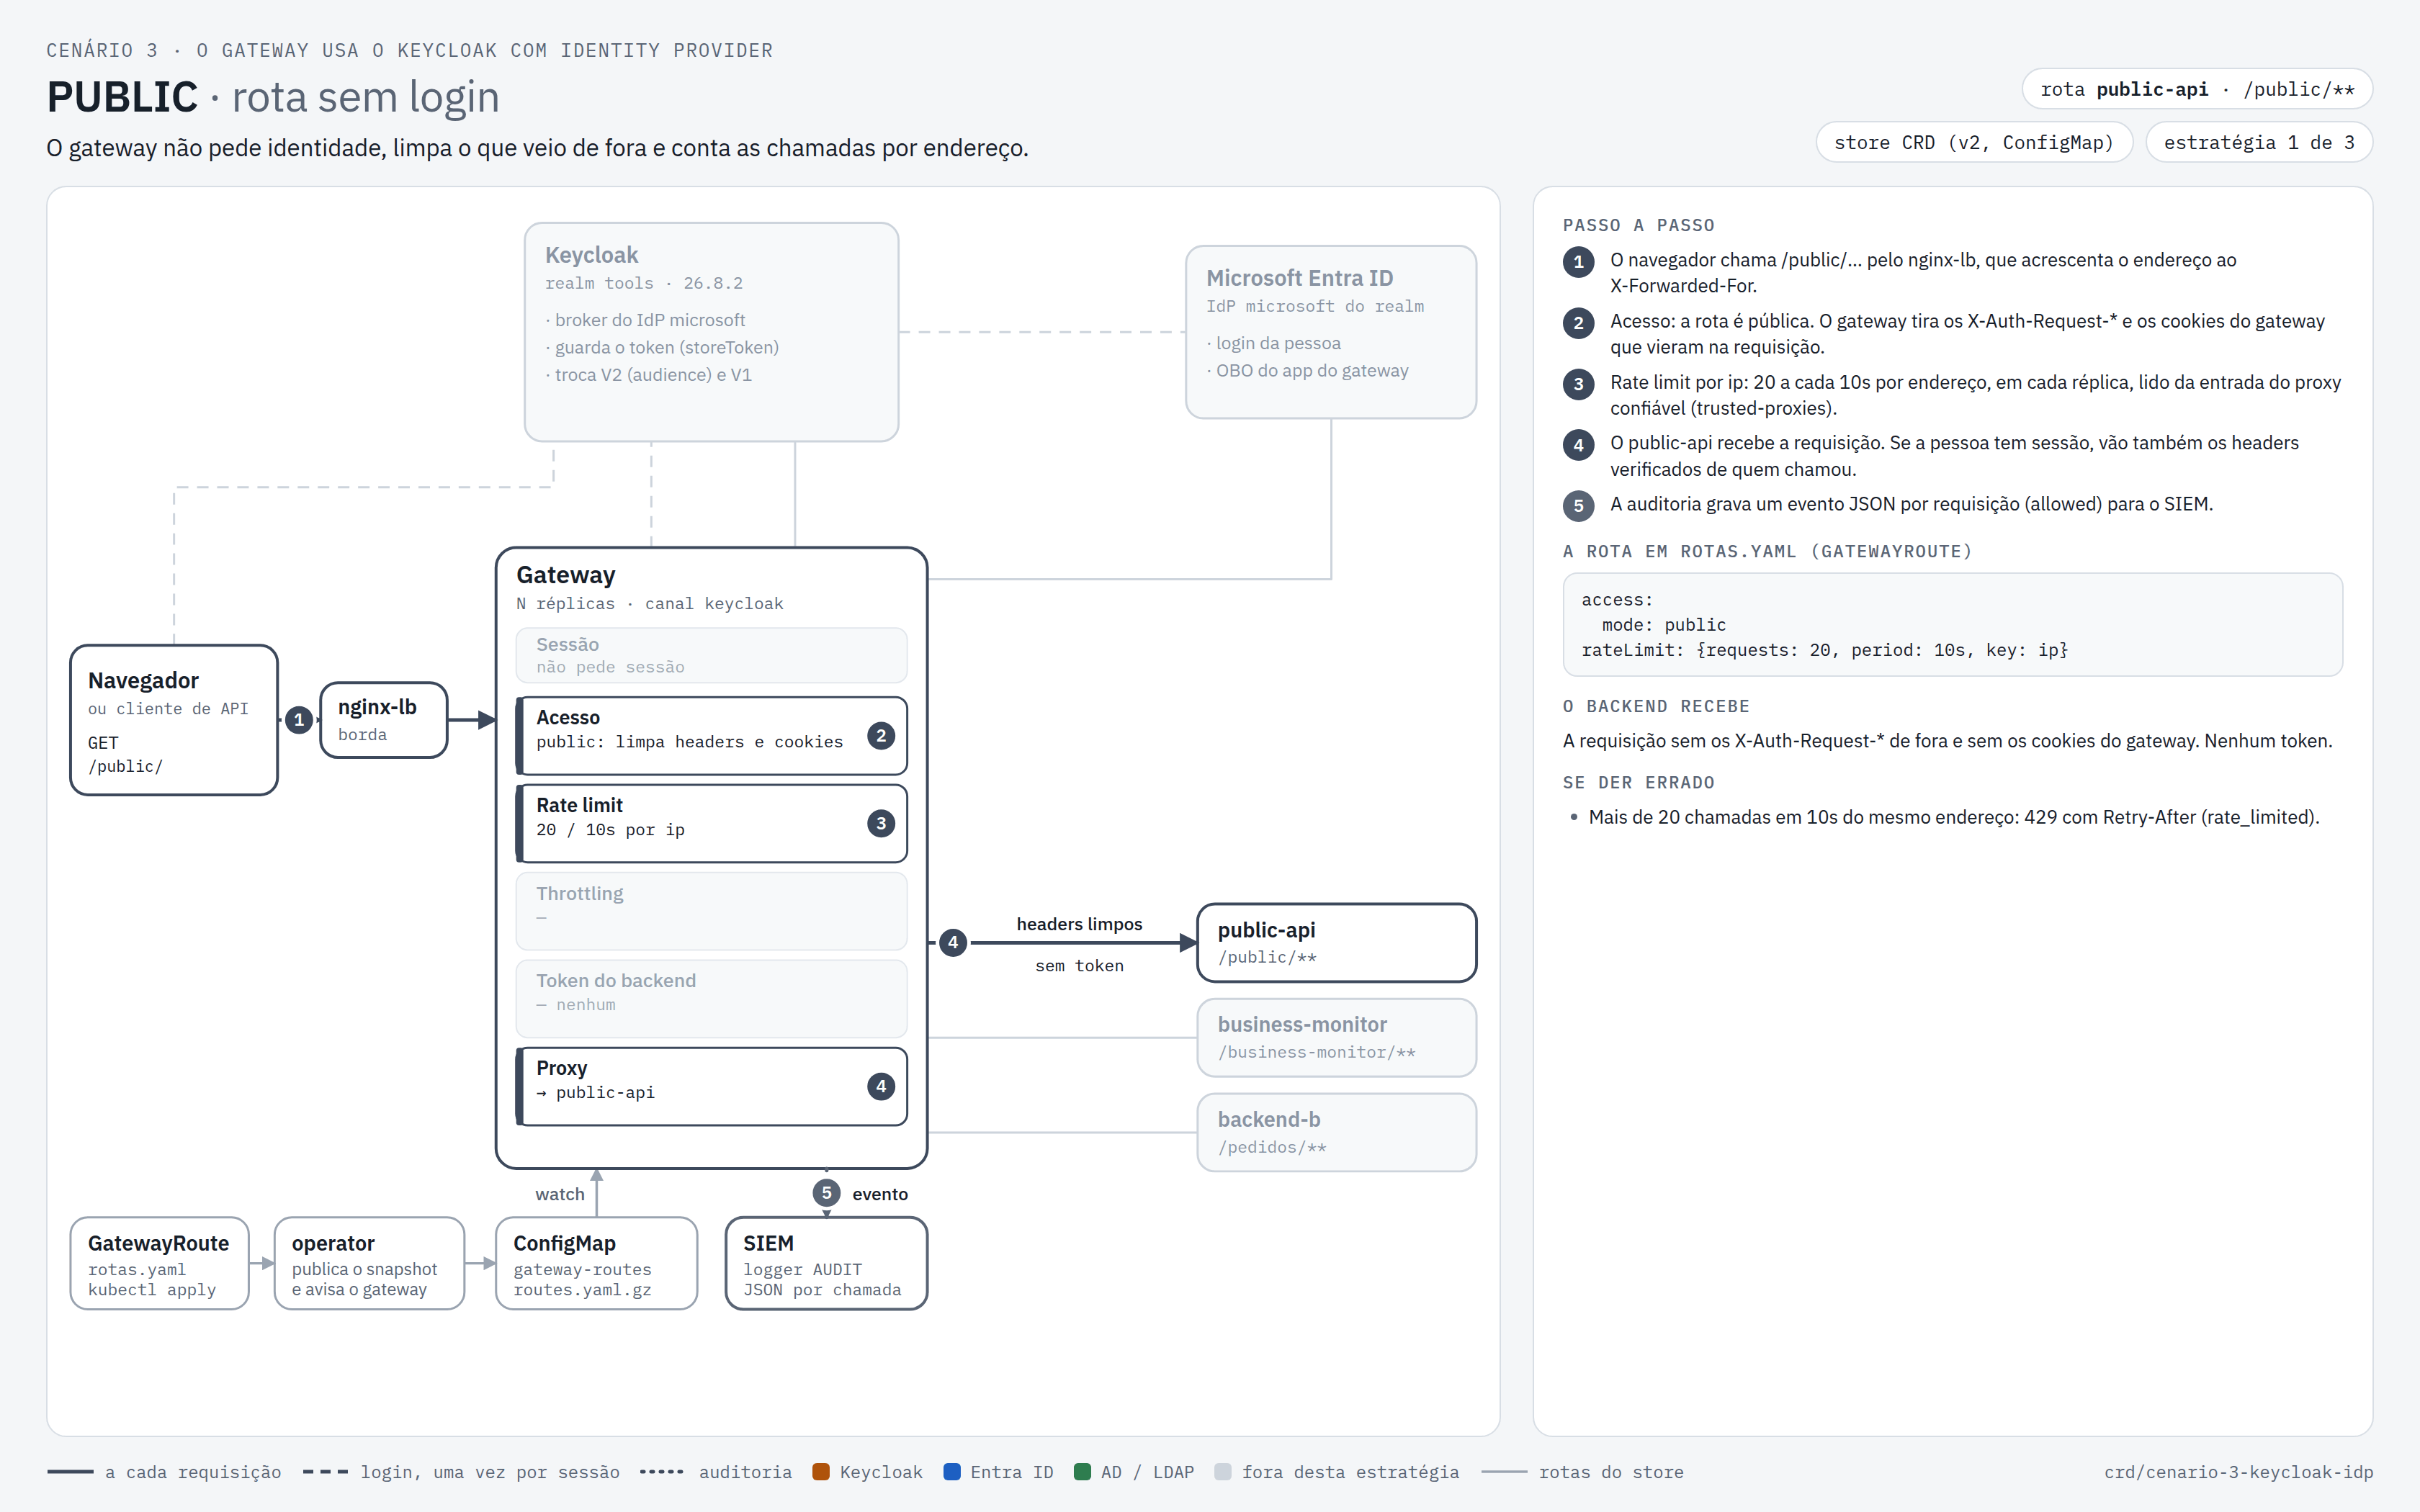 CENÁRIO 3 · O GATEWAY USA O KEYCLOAK COM IDENTITY PROVIDER
PUBLIC · rota sem login
O gateway não pede identidade, limpa o que veio de fora e conta as chamadas por endereço.
rota public-api · /public/**
store CRD (v2, ConfigMap)
estratégia 1 de 3
Keycloak
realm tools · 26.8.2
· broker do IdP microsoft
· guarda o token (storeToken)
· troca V2 (audience) e V1
Microsoft Entra ID
IdP microsoft do realm
· login da pessoa
· OBO do app do gateway
Gateway
N réplicas · canal keycloak
Sessão
não pede sessão
Acesso
public: limpa headers e cookies
2
Rate limit
20 / 10s por ip
3
Throttling
—
Token do backend
— nenhum
Proxy
→ public-api
4
Navegador
ou cliente de API
GET
/public/
1
nginx-lb
borda
4
headers limpos
sem token
public-api
/public/**
business-monitor
/business-monitor/**
backend-b
/pedidos/**
watch
5
evento
GatewayRoute
rotas.yaml
kubectl apply
operator
publica o snapshot
e avisa o gateway
ConfigMap
gateway-routes
routes.yaml.gz
SIEM
logger AUDIT
JSON por chamada
PASSO A PASSO
1 O navegador chama /public/... pelo nginx-lb, que acrescenta o endereço ao
X-Forwarded-For.
2 Acesso: a rota é pública. O gateway tira os X-Auth-Request-* e os cookies do gateway
que vieram na requisição.
3 Rate limit por ip: 20 a cada 10s por endereço, em cada réplica, lido da entrada do proxy
confiável (trusted-proxies).
4 O public-api recebe a requisição. Se a pessoa tem sessão, vão também os headers
verificados de quem chamou.
5 A auditoria grava um evento JSON por requisição (allowed) para o SIEM.
A ROTA EM ROTAS.YAML (GATEWAYROUTE)
access:
  mode: public
rateLimit: {requests: 20, period: 10s, key: ip}
O BACKEND RECEBE
A requisição sem os X-Auth-Request-* de fora e sem os cookies do gateway. Nenhum token.
SE DER ERRADO
• Mais de 20 chamadas em 10s do mesmo endereço: 429 com Retry-After (rate_limited).
a cada requisição
login, uma vez por sessão
auditoria
Keycloak
Entra ID
AD / LDAP
fora desta estratégia
rotas do store
crd/cenario-3-keycloak-idp